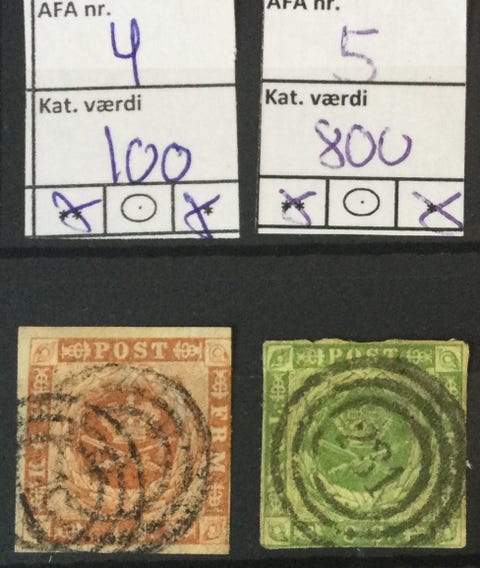 AFA nr.
4
Kat. værdi
100
** * 
AFA nr.
5
Kat. værdi
800
** *
POST
FRM
K
POST